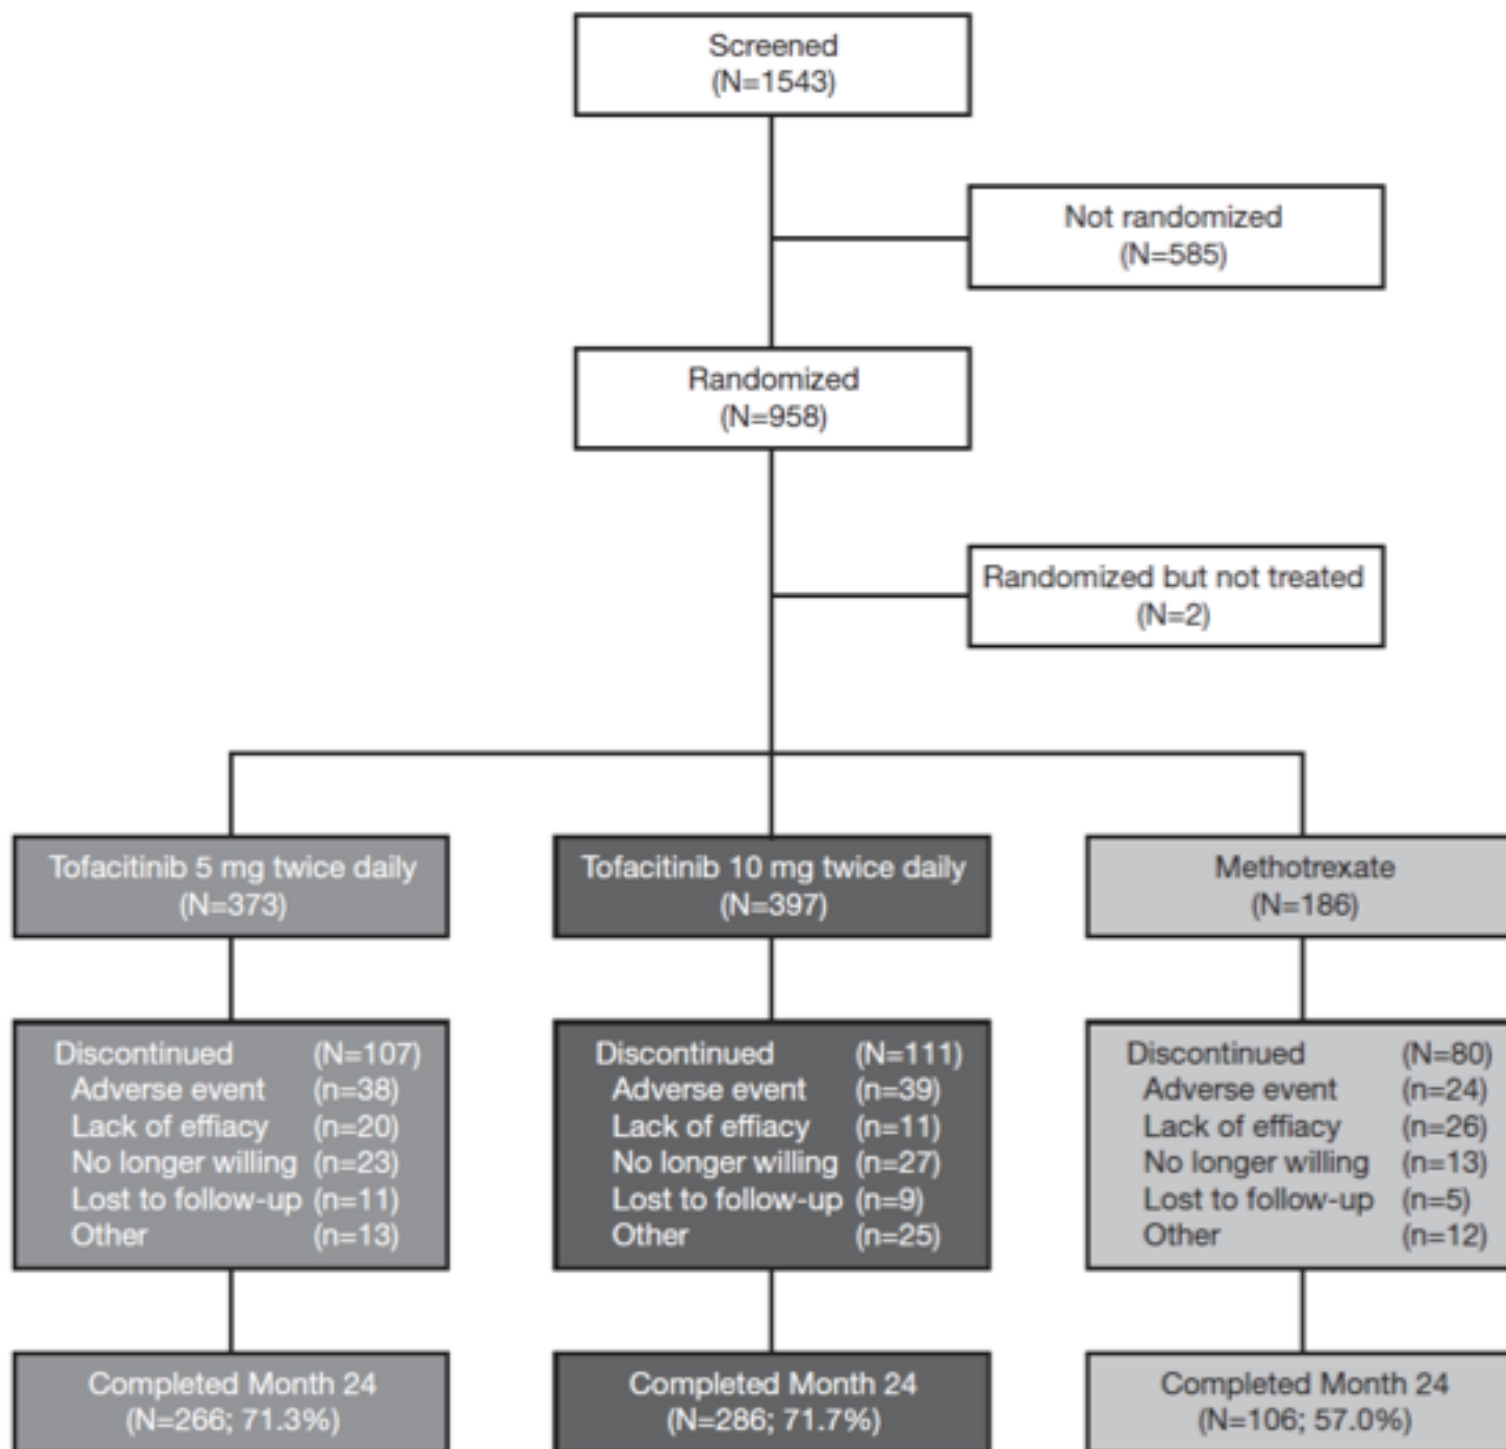 Screened
(N=1543)
Not randomized
(N=585)
Randomized
(N=958)
Randomized but not treated
(N=2)
Tofacitinib 5 mg twice daily
(N=373)
Tofacitinib 10 mg twice daily
(N=397)
Methotrexate
(N=186)
Discontinued (N=107)
Adverse event (n=38)
Lack of effiacy (n=20)
No longer willing (n=23)
Lost to follow-up (n=11)
Other (n=13)
Discontinued (N=111)
Adverse event (n=39)
Lack of effiacy (n=11)
No longer willing (n=27)
Lost to follow-up (n=9)
Other (n=25)
Discontinued (N=80)
Adverse event (n=24)
Lack of effiacy (n=26)
No longer willing (n=13)
Lost to follow-up (n=5)
Other (n=12)
Completed Month 24
(N=266; 71.3%)
Completed Month 24
(N=286; 71.7%)
Completed Month 24
(N=106; 57.0%)